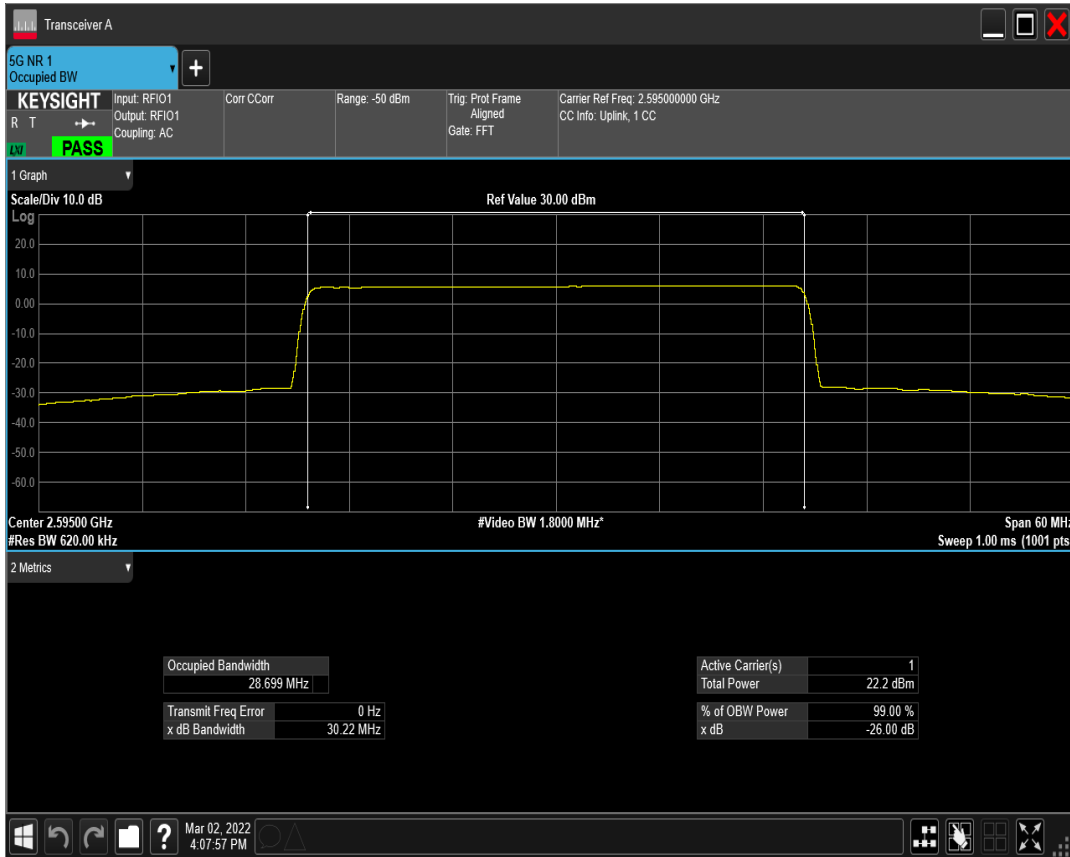 Transceiver A
5G NR 1
Occupied BW
KEYSIGHT
R T
LXI
PASS
Input: RFIO1
Output: RFIO1
Coupling: AC
Corr CCorr
Range: -50 dBm
Trig: Prot Frame
Aligned
Gate: FFT
Carrier Ref Freq: 2.595000000 GHz
CC Info: Uplink, 1 CC
1 Graph
Scale/Div 10.0 dB
Ref Value 30.00 dBm
Log
20.0
10.0
0.00
-10.0
-20.0
-30.0
-40.0
-50.0
-60.0
Center 2.59500 GHz
#Video BW 1.8000 MHz*
Span 60 MHz
#Res BW 620.00 kHz
Sweep 1.00 ms (1001 pts
2 Metrics
Occupied Bandwidth
28.699 MHz
Transmit Freq Error 0 Hz
x dB Bandwidth 30.22 MHz
Active Carrier(s) 1
Total Power 22.2 dBm
% of OBW Power 99.00 %
x dB -26.00 dB
?
Mar 02, 2022
4:07:57 PM